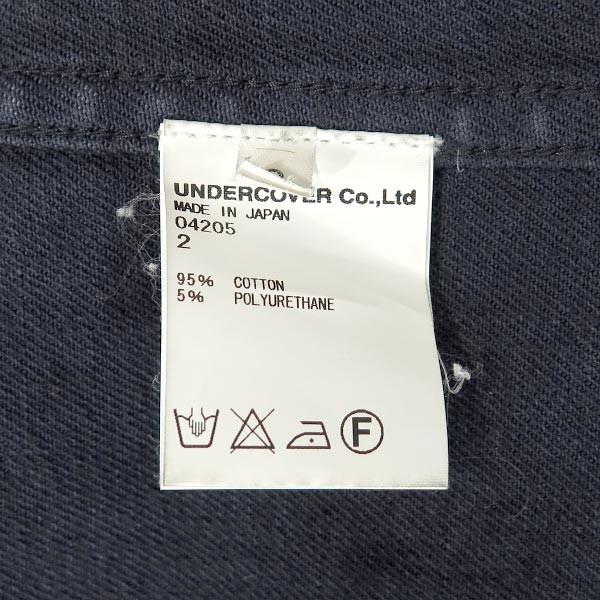 UNDERCOVER Co.,Ltd
MADE IN JAPAN
04205
2
95% COTTON
5% POLYURETHANE
F